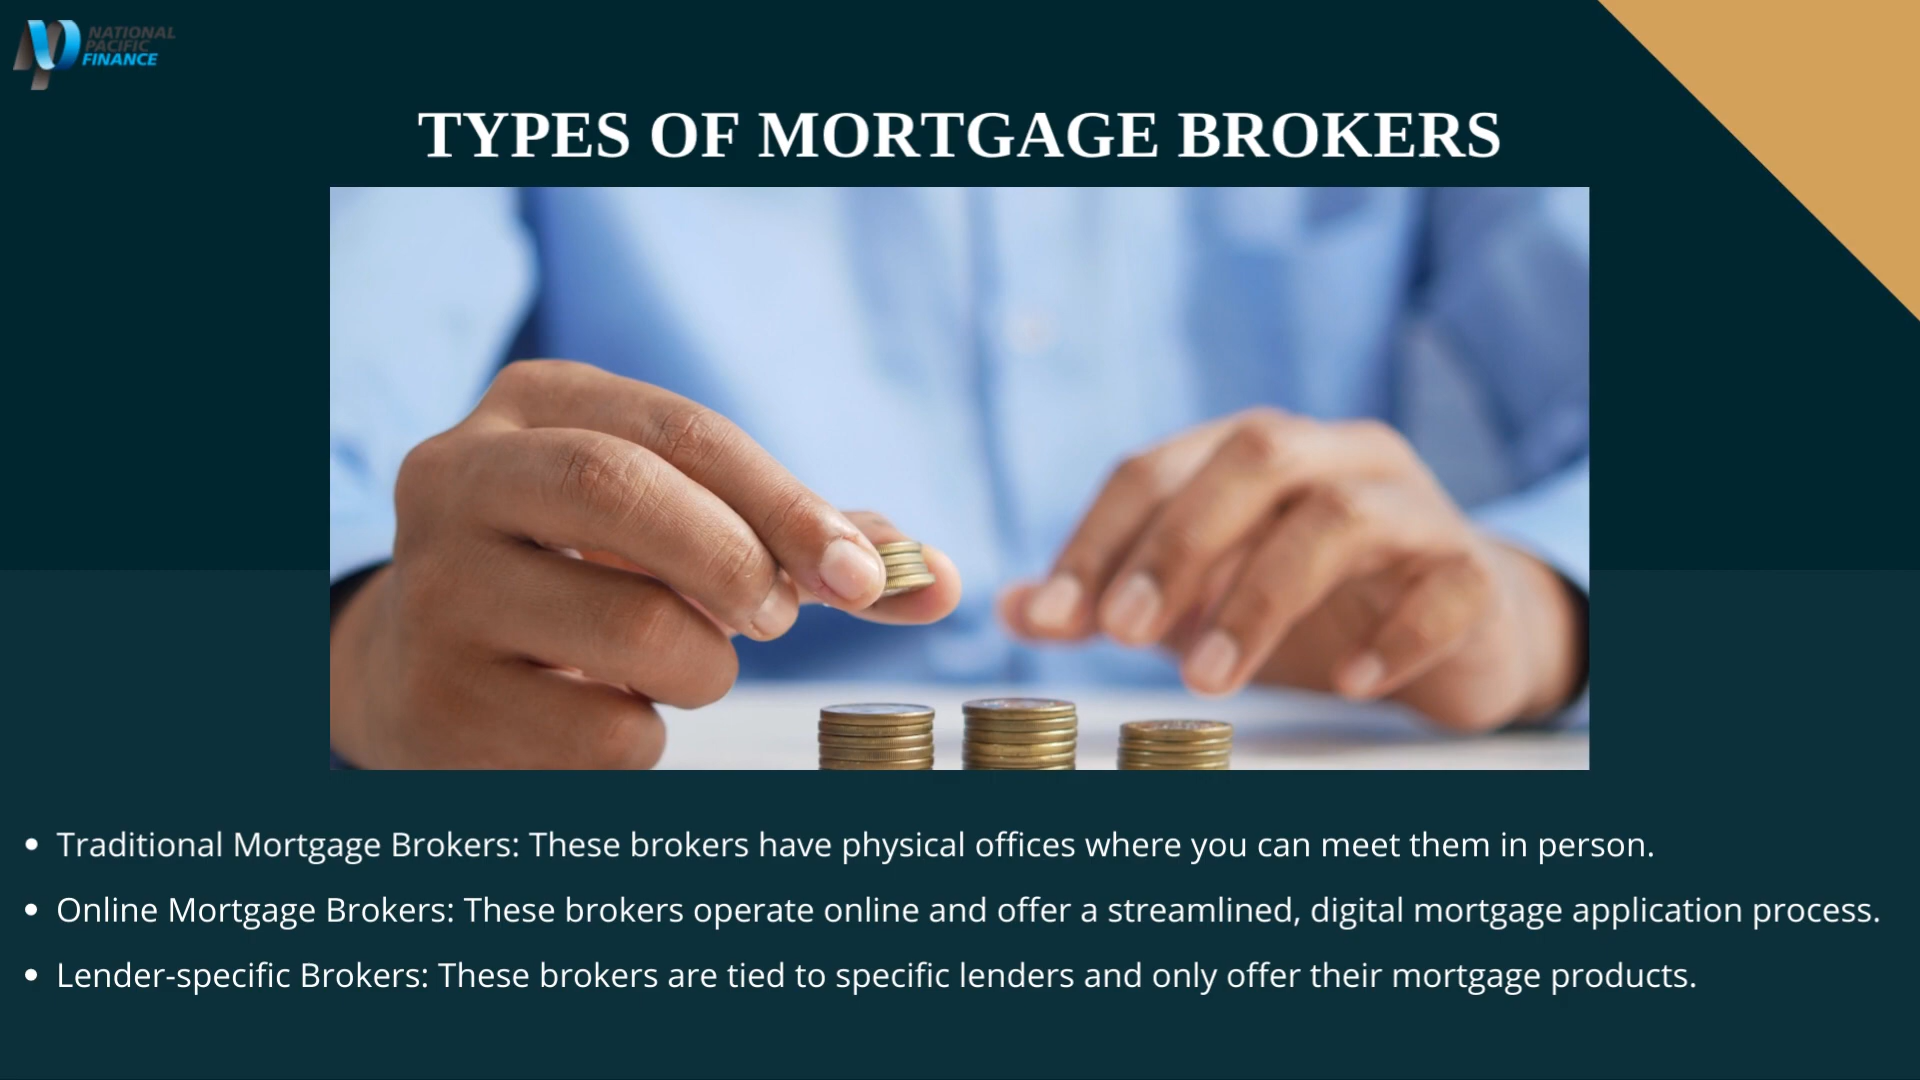 NATIONAL
PACIFIC
FINANCE
TYPES OF MORTGAGE BROKERS
• Traditional Mortgage Brokers: These brokers have physical offices where you can meet them in person.
• Online Mortgage Brokers: These brokers operate online and offer a streamlined, digital mortgage application process.
• Lender-specific Brokers: These brokers are tied to specific lenders and only offer their mortgage products.